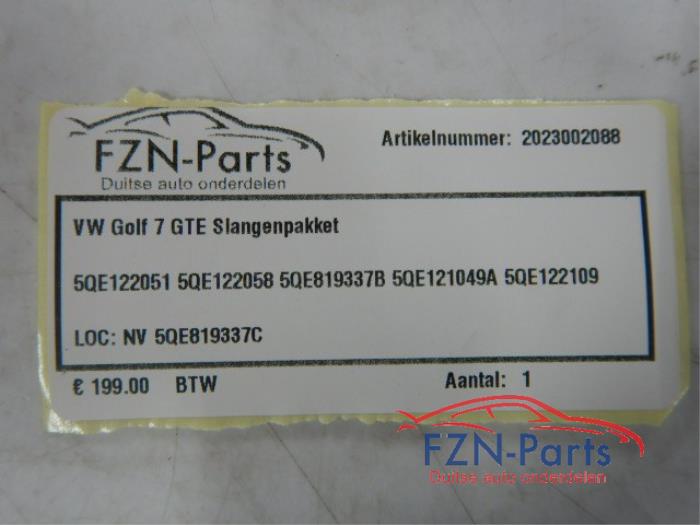 FZN-Parts
Duitse auto onderdelen
Artikelnummer: 2023002088
VW Golf 7 GTE Slangenpakket
5QE122051 5QE122058 5QE819337B 5QE121049A 5QE122109
LOC: NV 5QE819337C
€ 199.00 BTW
Aantal: 1
FZN-Parts
Duitse auto onderdelen